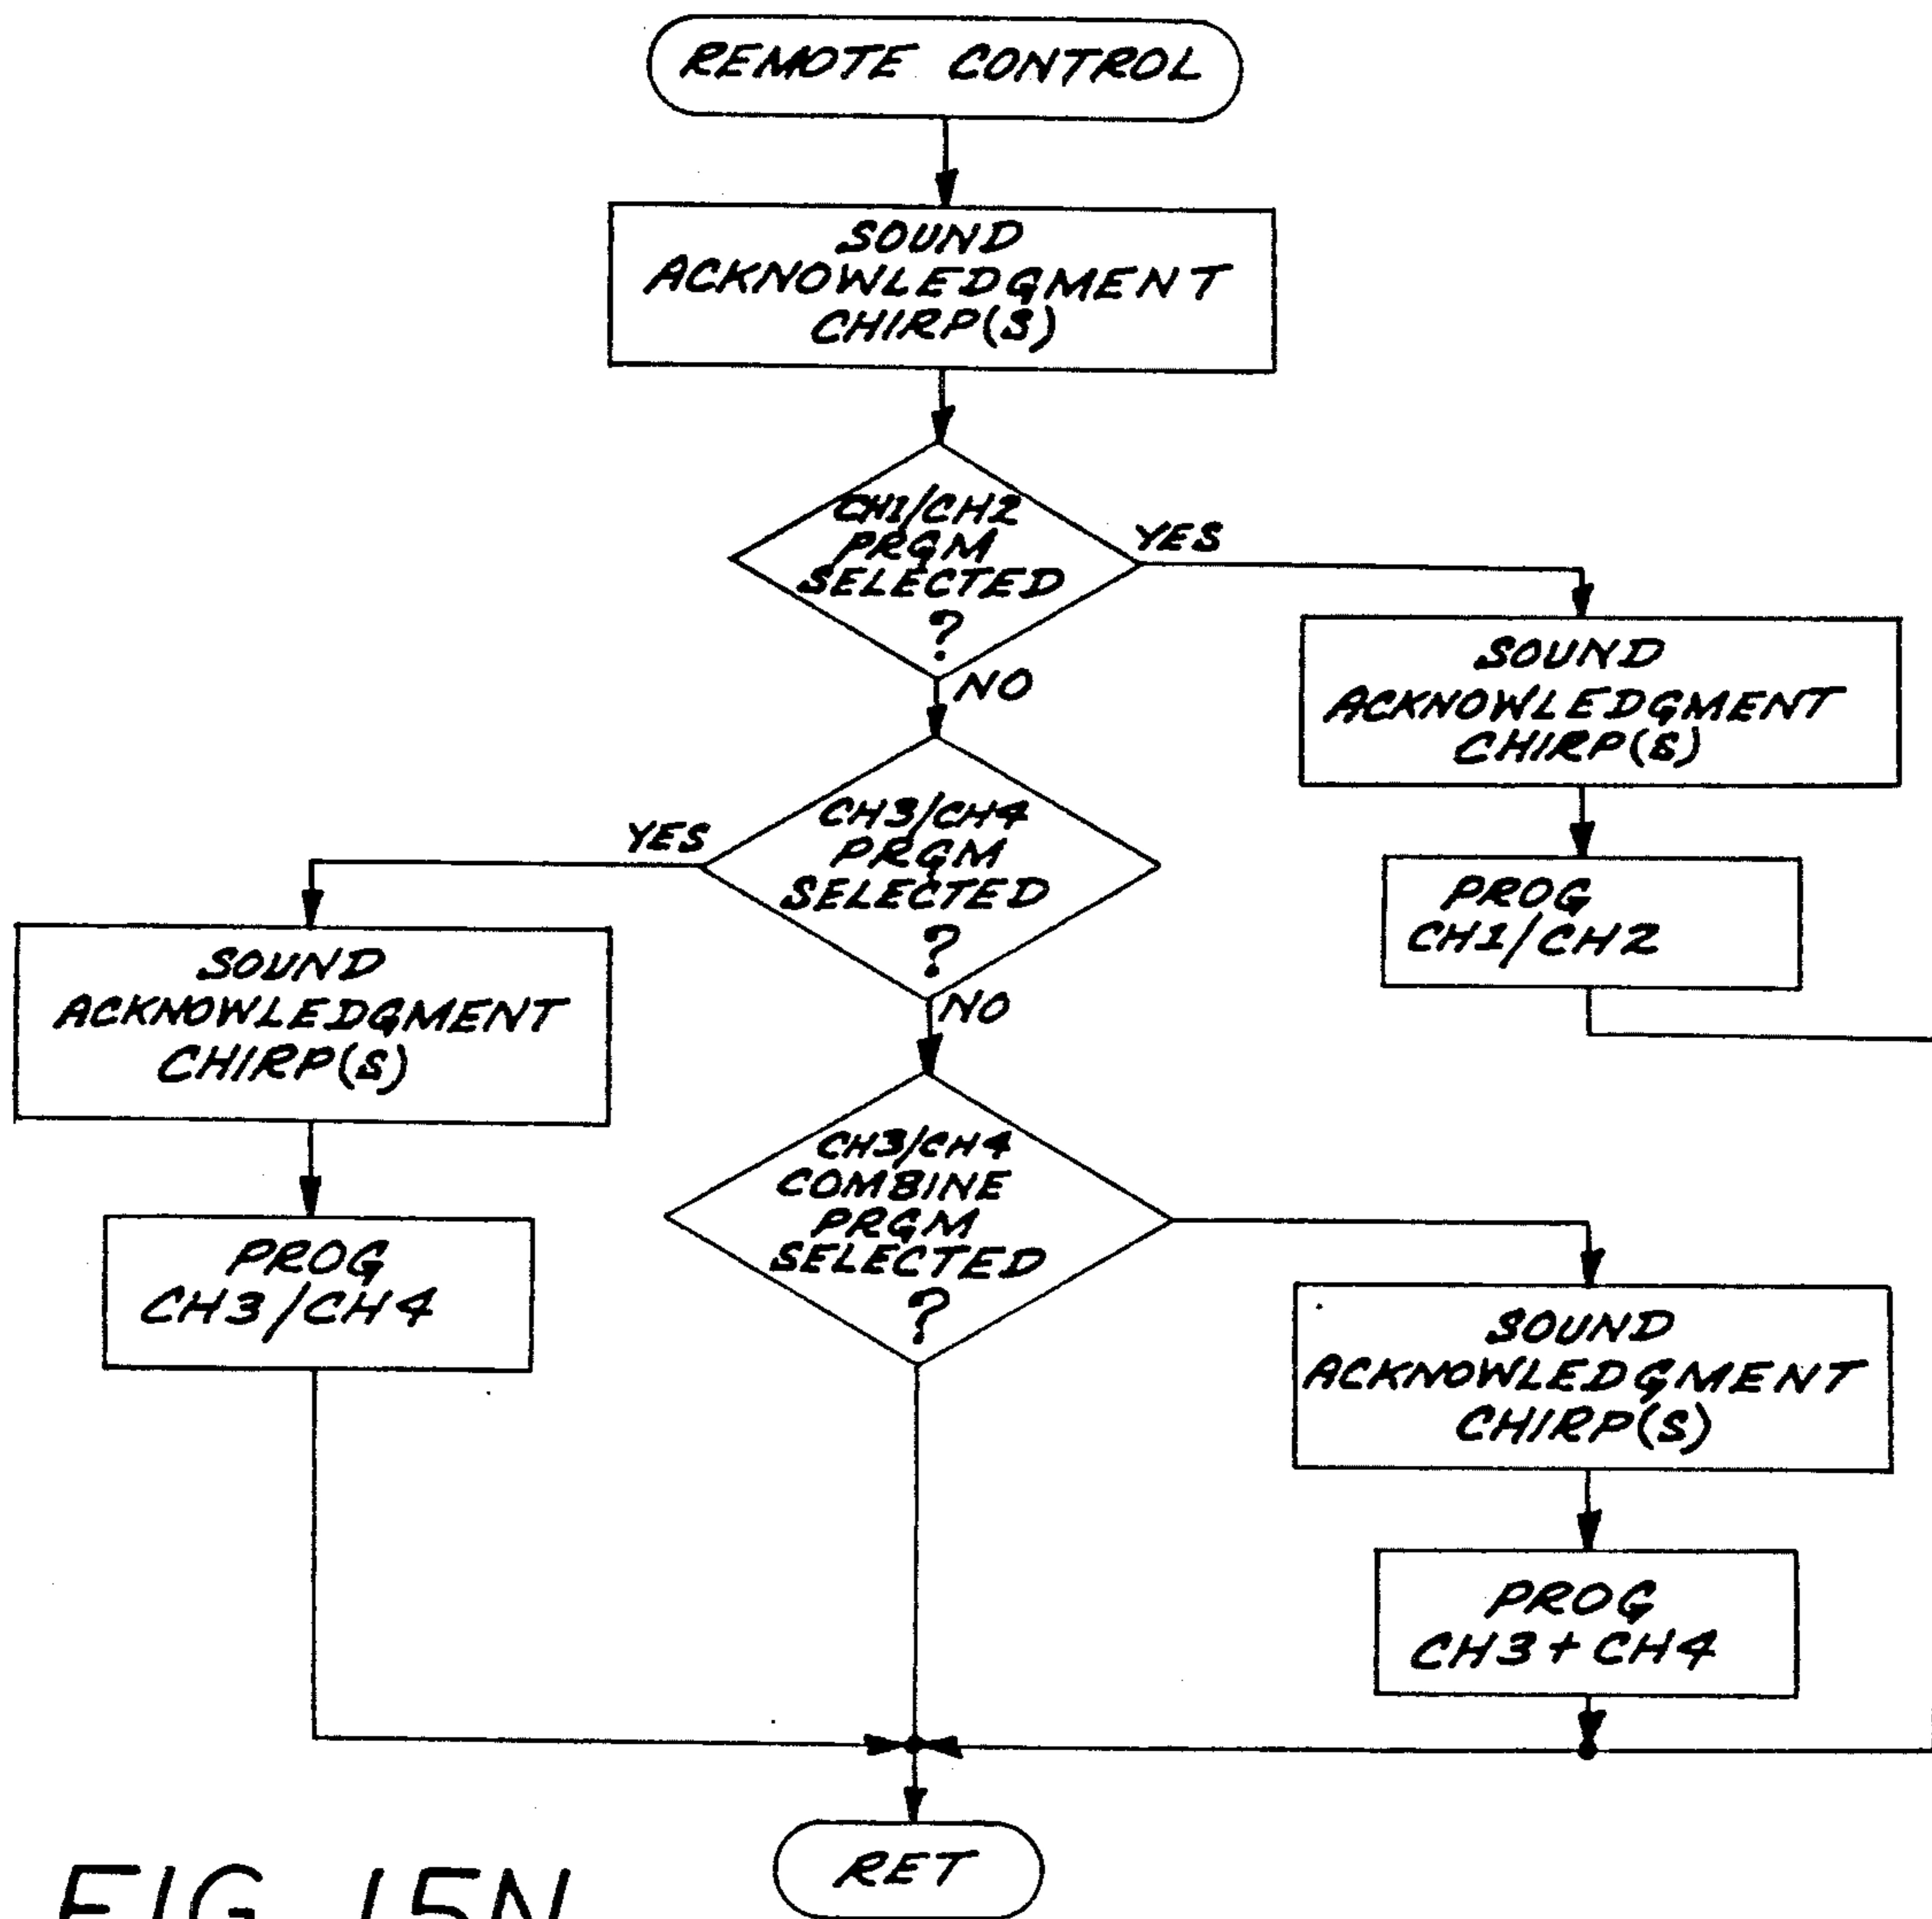 REMOTE CONTROL
SOUND
ACKNOWLEDGMENT
CHIRP(S)
CH1/CH2
PRGM
SELECTED
?
YES
NO
SOUND
ACKNOWLEDGMENT
CHIRP(S)
PROG
CH1/CH2
CH3/CH4
PRGM
SELECTED
?
YES
NO
SOUND
ACKNOWLEDGMENT
CHIRP(S)
PROG
CH3/CH4
CH3/CH4
COMBINE
PRGM
SELECTED
?
SOUND
ACKNOWLEDGMENT
CHIRP(S)
PROG
CH3+CH4
RET
FIG. 15N